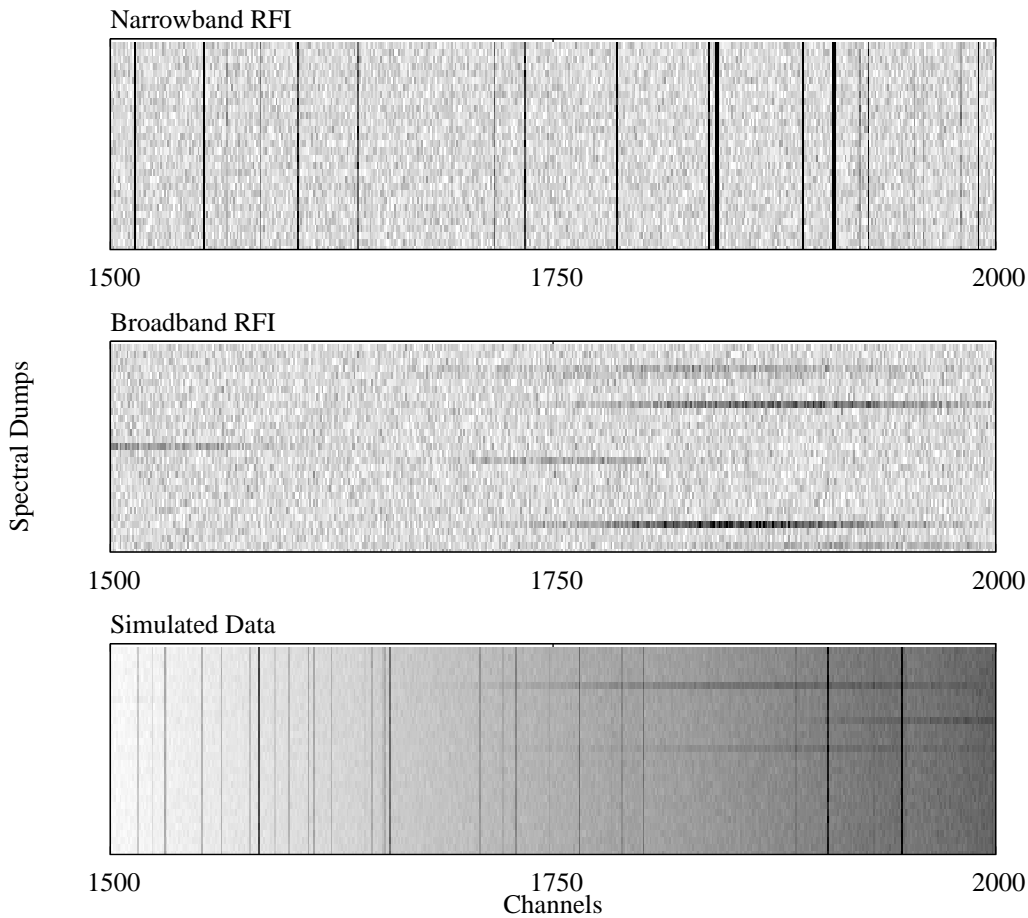 Narrowband RFI
1500 1750 2000
Broadband RFI
Spectral Dumps
1500 1750 2000
Simulated Data
1500 1750 2000
Channels